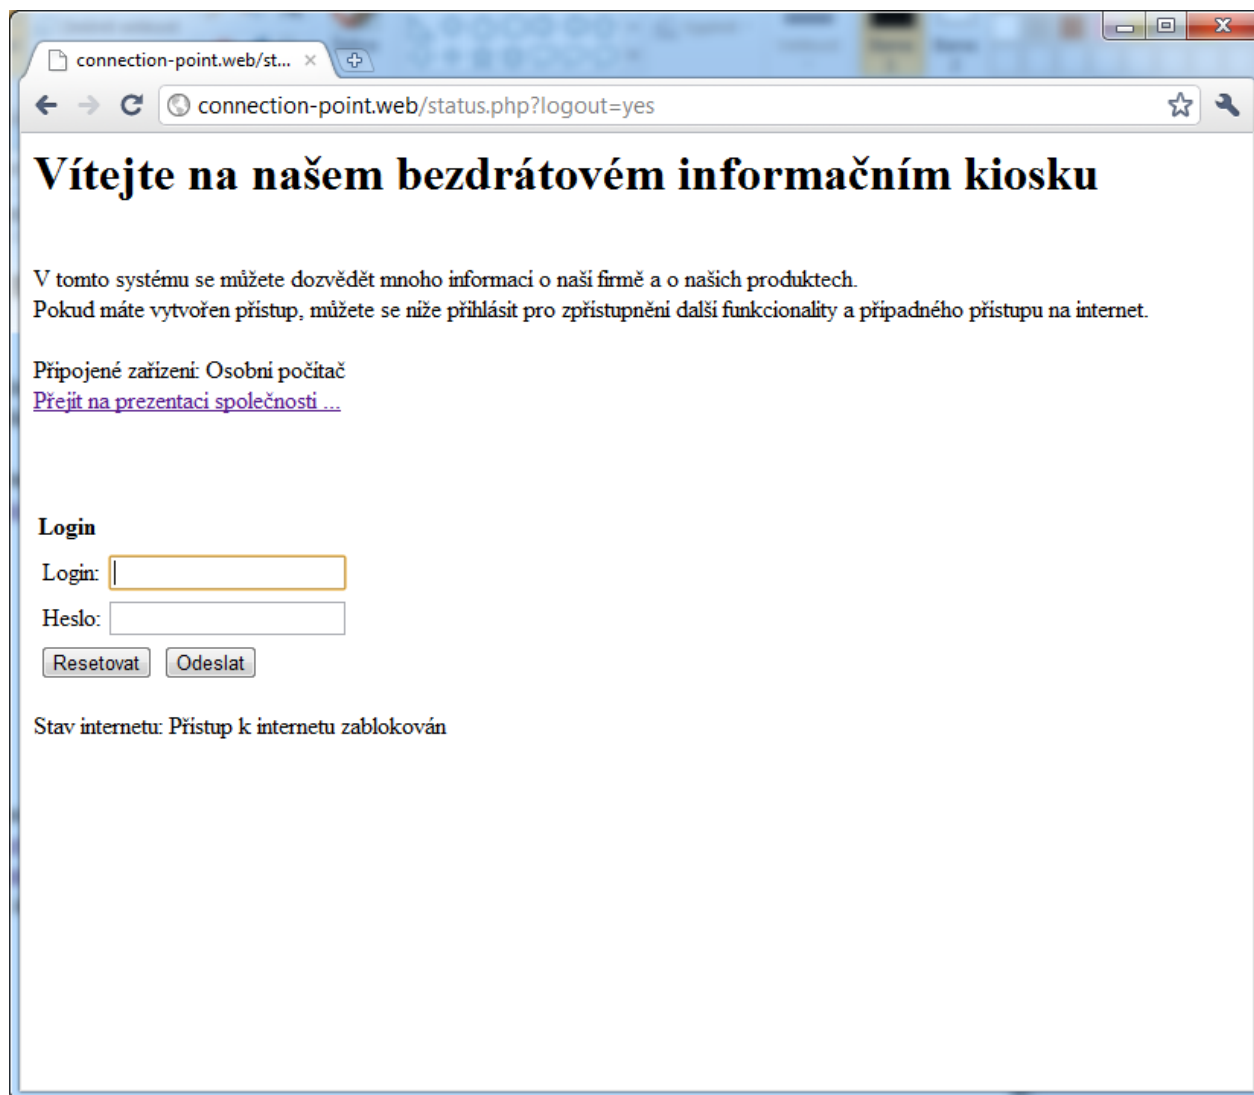 connection-point.web/st...
connection-point.web/status.php?logout=yes
Vítejte na našem bezdrátovém informačním kiosku
V tomto systému se můžete dozvědět mnoho informací o naší firmě a o našich produktech.
Pokud máte vytvořen přístup, můžete se níže přihlásit pro zpřístupnění další funkcionality a případného přístupu na internet.
Připojené zařízení: Osobní počítač
Přejít na prezentaci společnosti ...
Login
Login:
Heslo:
Resetovat Odeslat
Stav internetu: Přístup k internetu zablokován